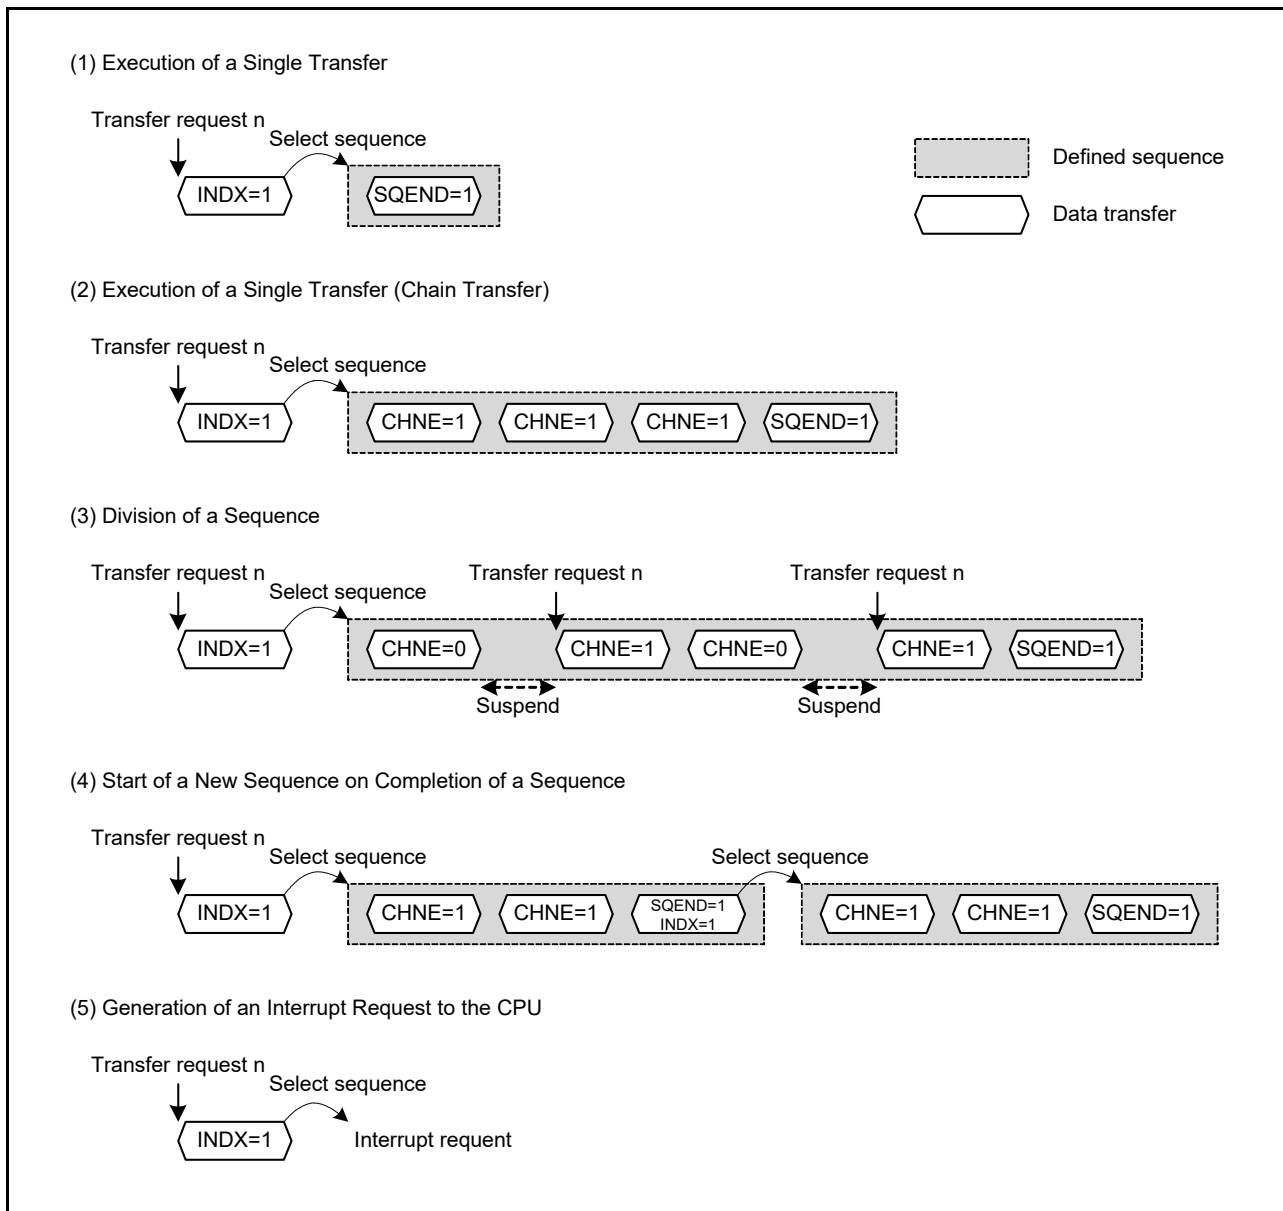 (1) Execution of a Single Transfer
Transfer request n
Select sequence
INDX=1
SQEND=1
Defined sequence
Data transfer
(2) Execution of a Single Transfer (Chain Transfer)
Transfer request n
Select sequence
INDX=1
CHNE=1
CHNE=1
CHNE=1
SQEND=1
(3) Division of a Sequence
Transfer request n
Select sequence
Transfer request n
Transfer request n
INDX=1
CHNE=0
CHNE=1
CHNE=0
CHNE=1
SQEND=1
Suspend
Suspend
(4) Start of a New Sequence on Completion of a Sequence
Transfer request n
Select sequence
Select sequence
INDX=1
CHNE=1
CHNE=1
SQEND=1
INDX=1
CHNE=1
CHNE=1
SQEND=1
(5) Generation of an Interrupt Request to the CPU
Transfer request n
Select sequence
INDX=1
Interrupt requent